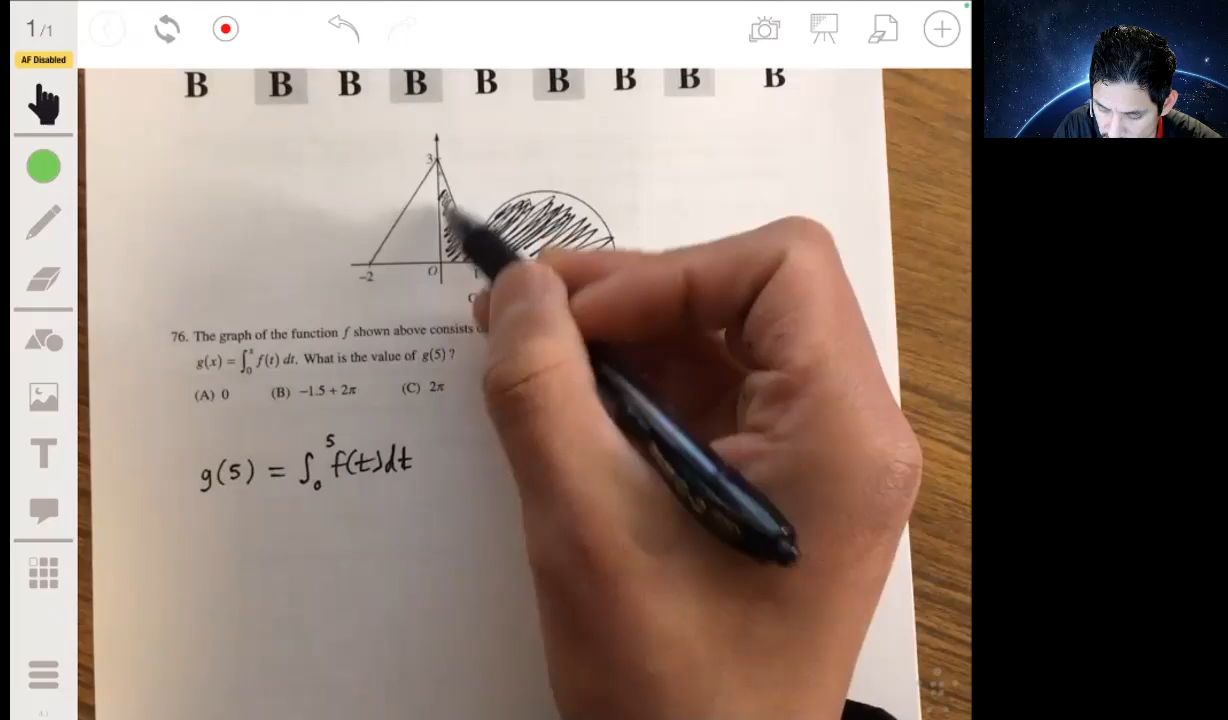 1/1
AF Disabled
B B B B B B B B B
3
-2 O 1
76. The graph of the function f shown above consists
g(x) = ∫₀ˣ f(t) dt. What is the value of g(5)?
(A) 0 (B) −1.5 + 2π (C) 2π
g(5) = ∫₀⁵ f(t)dt
T